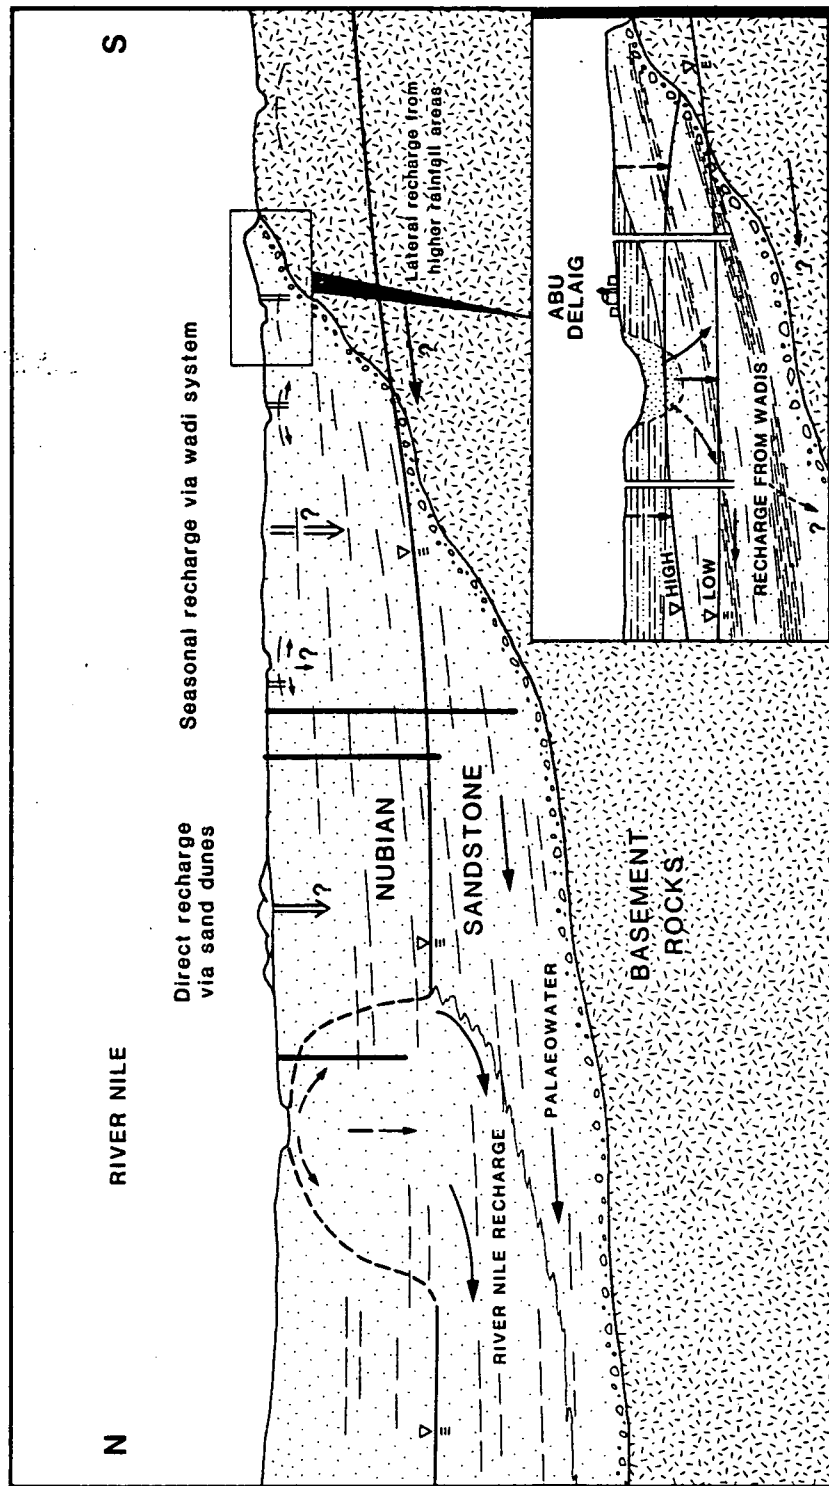 N
S
RIVER NILE
Direct recharge
via sand dunes
Seasonal recharge via wadi system
?
?
?
Lateral recharge from
higher rainfall areas
?
NUBIAN
SANDSTONE
RIVER NILE RECHARGE
PALAEOWATER
BASEMENT
ROCKS
ABU
DELAIG
HIGH
LOW
RECHARGE FROM WADIS
?
?